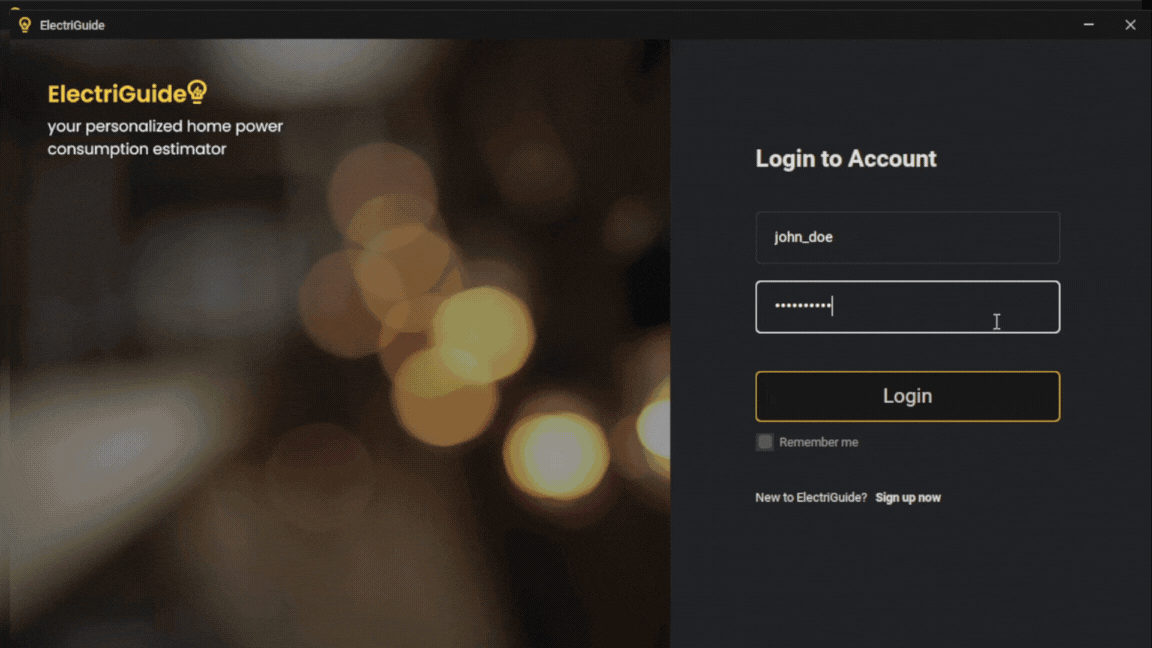 ElectriGuide
ElectriGuide
your personalized home power
consumption estimator
Login to Account
john_doe
••••••••••
Login
Remember me
New to ElectriGuide? Sign up now